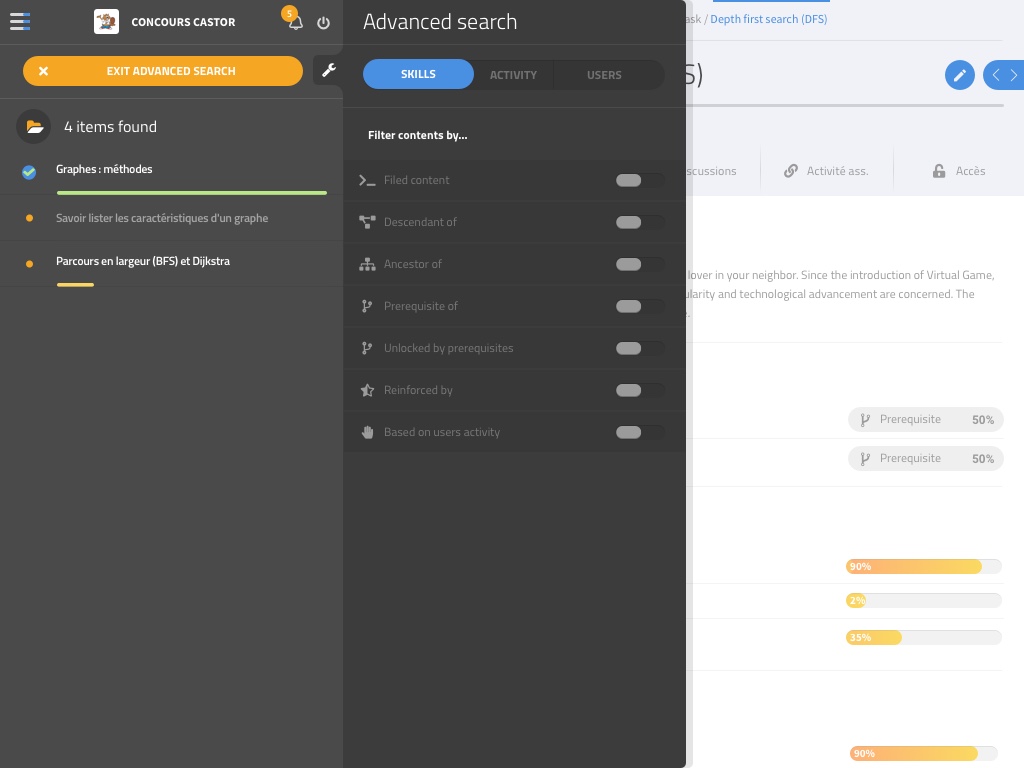 CONCOURS CASTOR
5
EXIT ADVANCED SEARCH
4 items found
Graphes : méthodes
Savoir lister les caractéristiques d'un graphe
Parcours en largeur (BFS) et Dijkstra
Advanced search
SKILLS
ACTIVITY
USERS
Filter contents by...
Filed content
Descendant of
Ancestor of
Prerequisite of
Unlocked by prerequisites
Reinforced by
Based on users activity
ask / Depth first search (DFS)
S)
scussions
Activité ass.
Accès
lover in your neighbor. Since the introduction of Virtual Game,
ularity and technological advancement are concerned. The
Prerequisite 50%
Prerequisite 50%
90%
2%
35%
90%